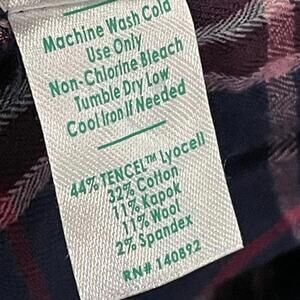 Machine Wash Cold
Use Only
Non-Chlorine Bleach
Tumble Dry Low
Cool Iron If Needed
44% TENCEL™ Lyocell
32% Cotton
11% Kapok
11% Wool
2% Spandex
RN# 140892